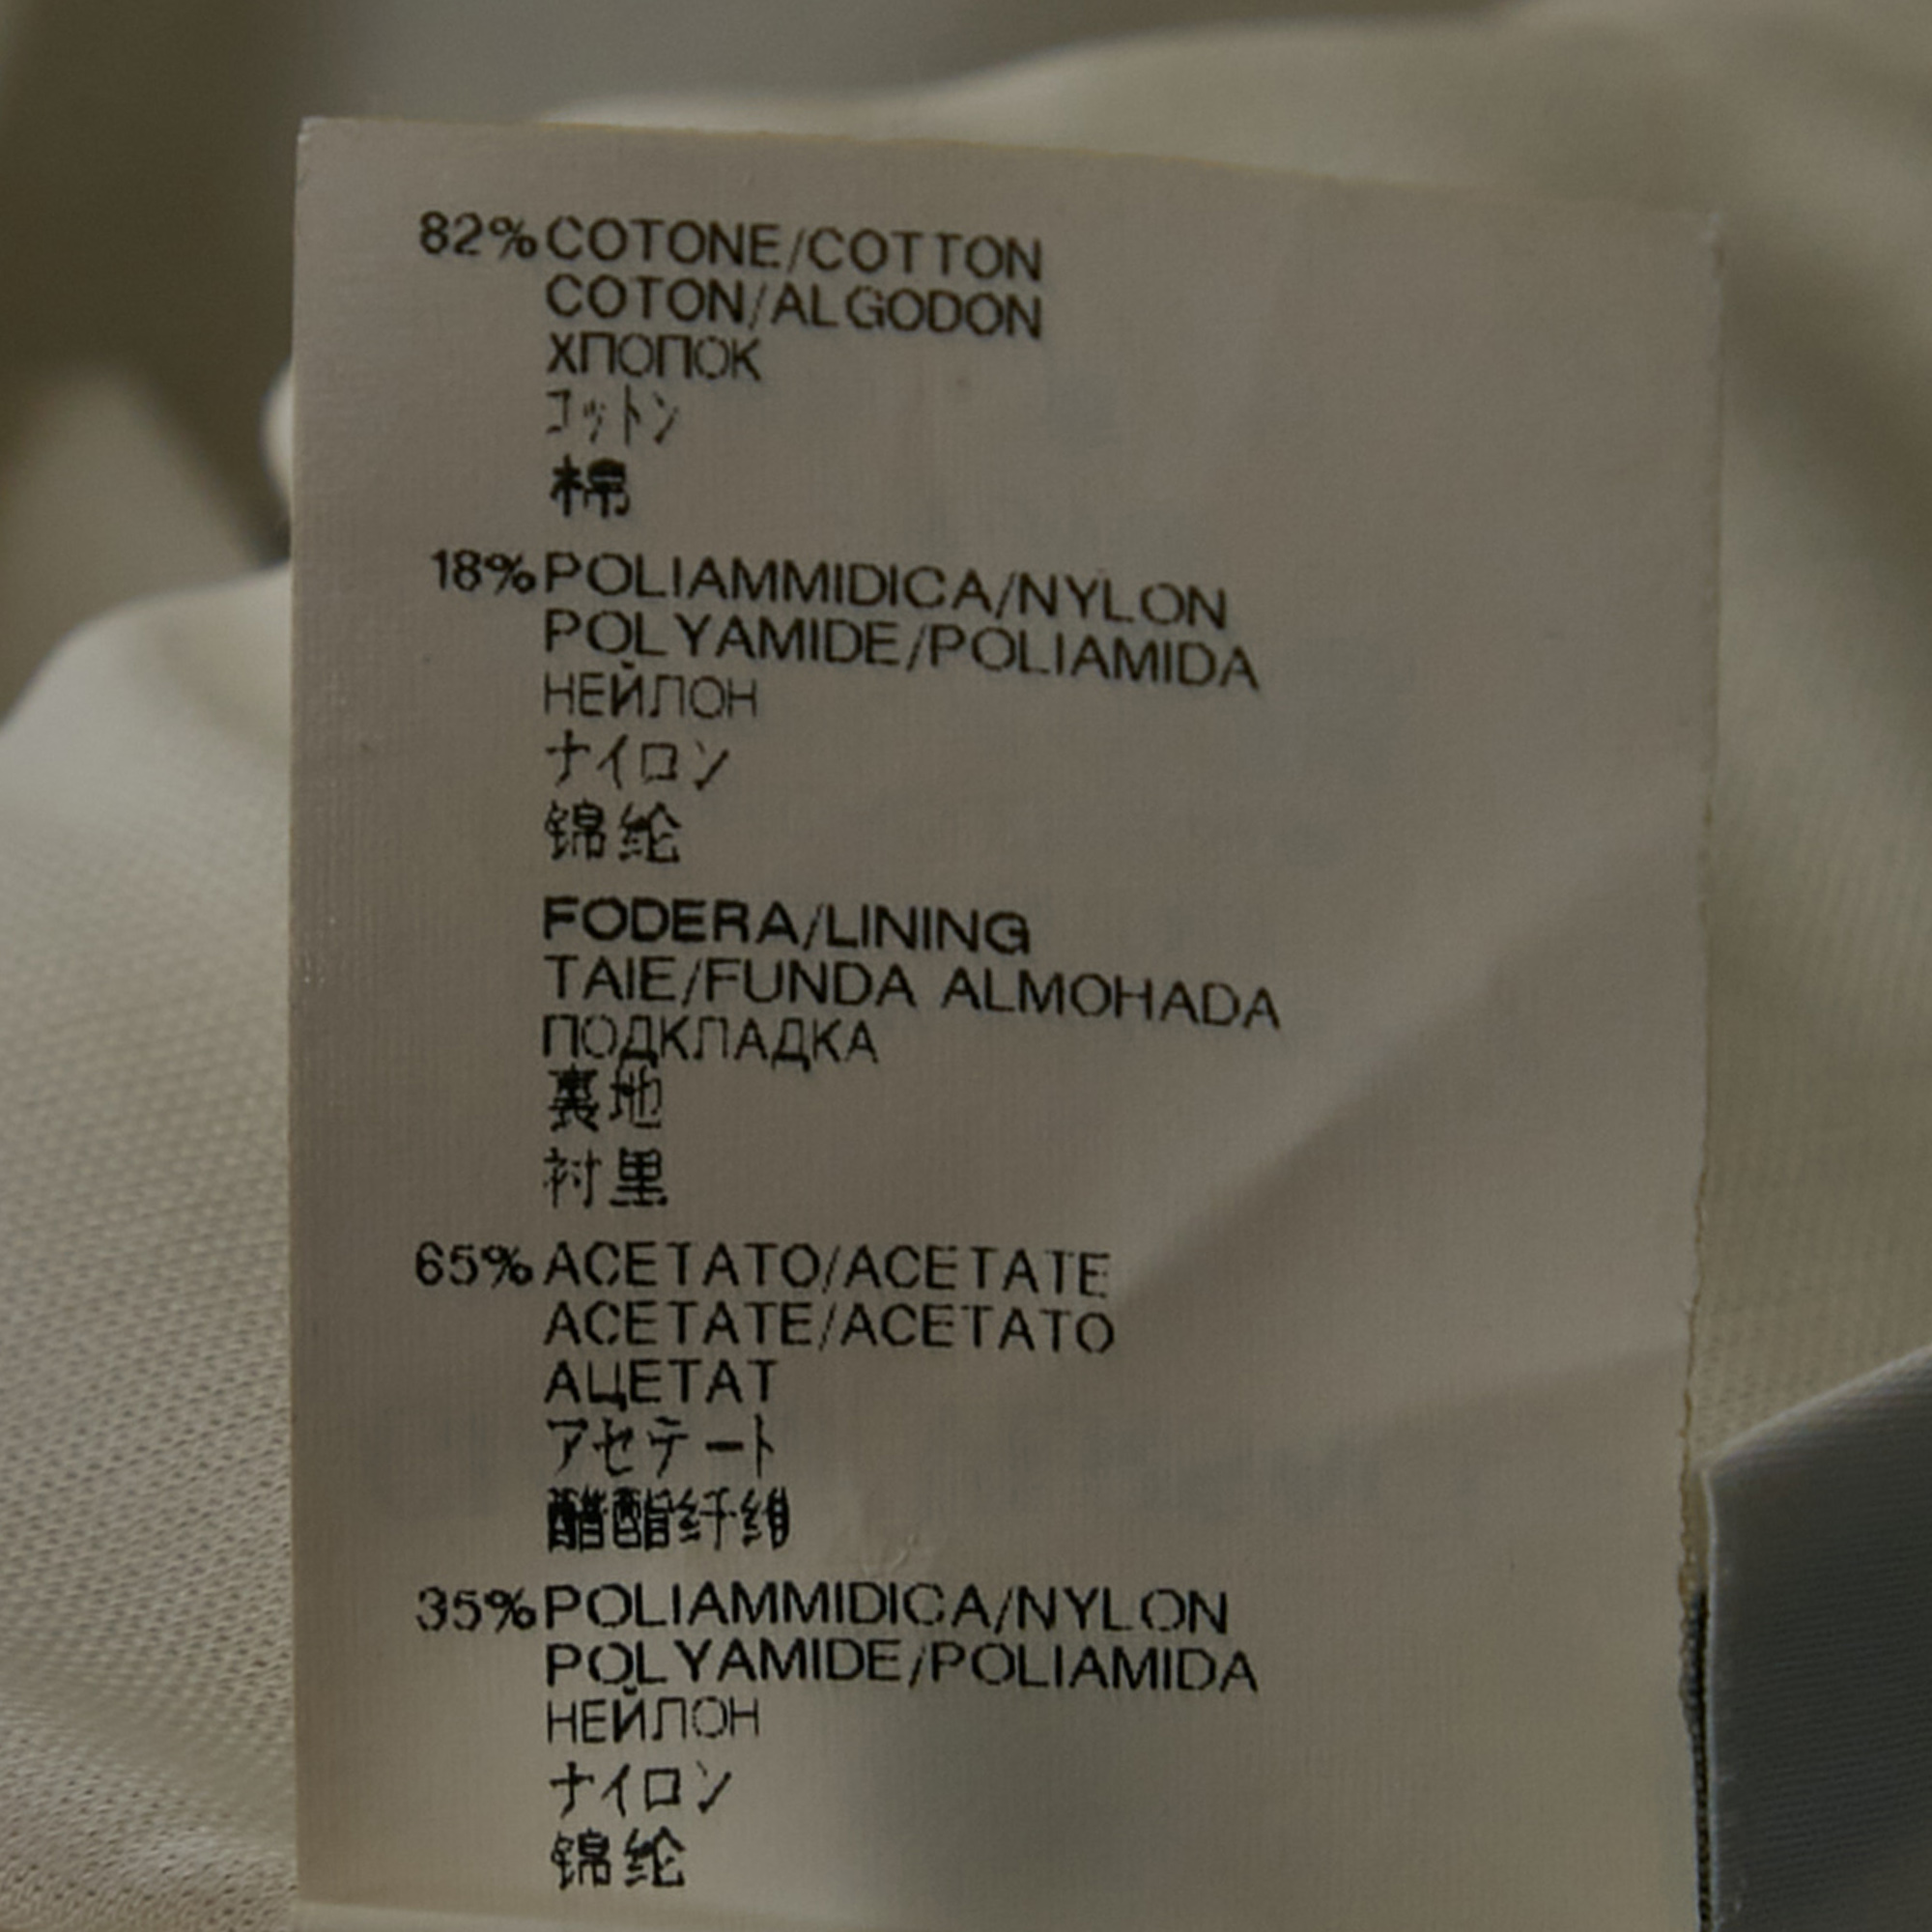 82% COTONE/COTTON
COTON/ALGODON
ХПОПОК
コットン
棉
18% POLIAMMIDICA/NYLON
POLYAMIDE/POLIAMIDA
НЕЙЛОН
ナイロン
锦纶
FODERA/LINING
TAIE/FUNDA ALMOHADA
ПОДКЛАДКА
裏地
衬里
65% ACETATO/ACETATE
ACETATE/ACETATO
АЦЕТАТ
アセテート
醋酯纤维
35% POLIAMMIDICA/NYLON
POLYAMIDE/POLIAMIDA
НЕЙЛОН
ナイロン
锦纶